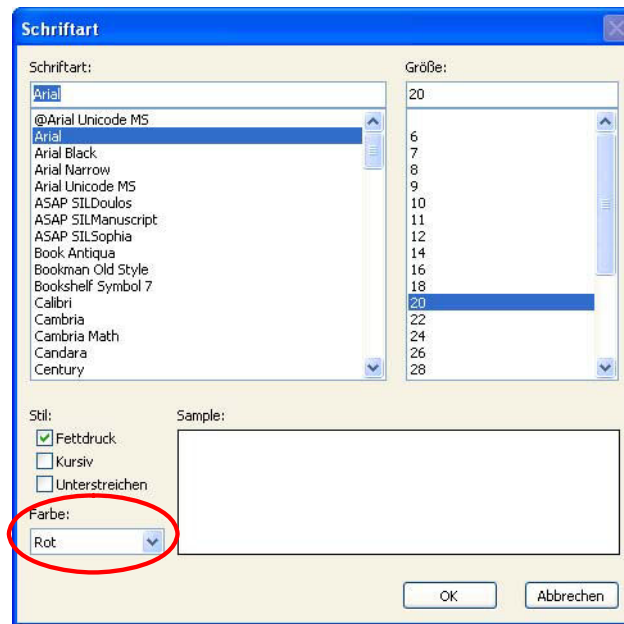 Schriftart
Schriftart:
Arial
@Arial Unicode MS
Arial
Arial Black
Arial Narrow
Arial Unicode MS
ASAP SILDoulos
ASAP SILManuscript
ASAP SILSophia
Book Antiqua
Bookman Old Style
Bookshelf Symbol 7
Calibri
Cambria
Cambria Math
Candara
Century
Größe:
20
6
7
8
9
10
11
12
14
16
18
20
22
24
26
28
Stil:
Fettdruck
Kursiv
Unterstreichen
Farbe:
Rot
Sample:
OK
Abbrechen